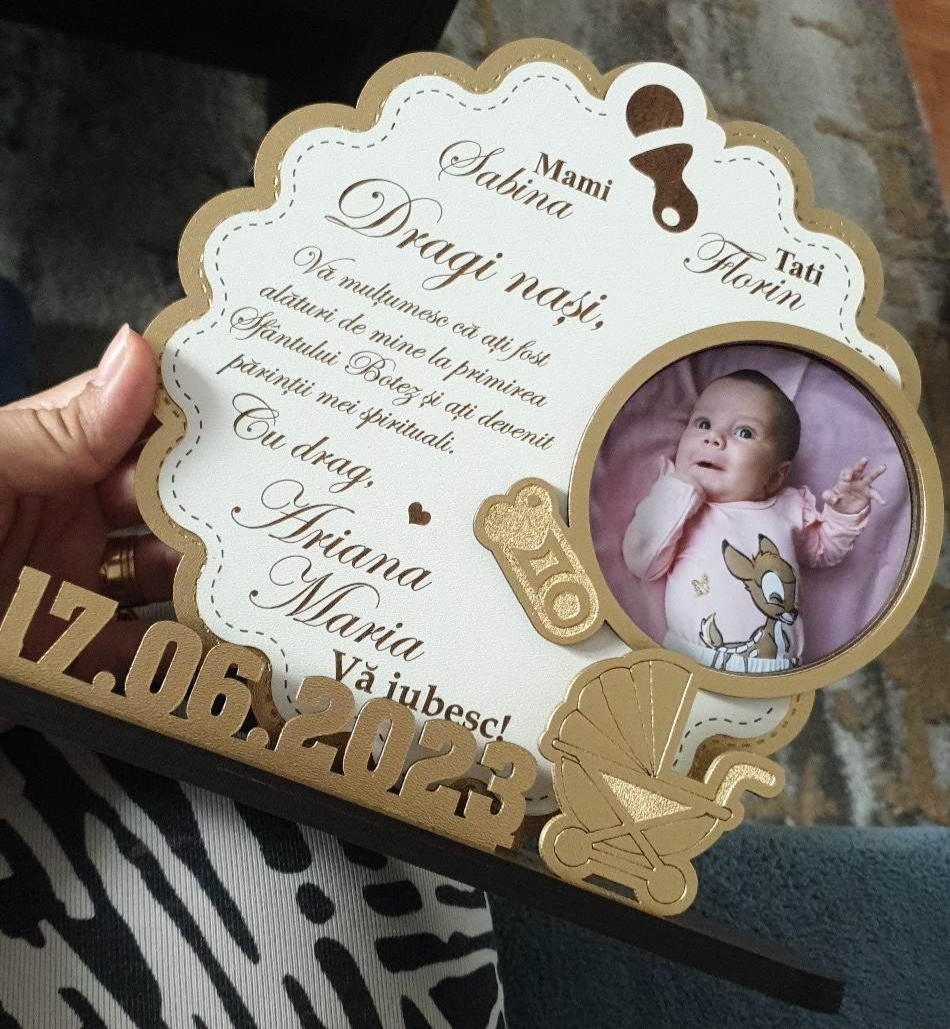 Mami
Sabina
Tati
Florin
Dragi nași,
Vă mulțumesc că ați fost
alături de mine la primirea
Sfântului Botez și ați devenit
părinții mei spirituali.
Cu drag,
Ariana
Maria
Vă iubesc!
17.06.2023